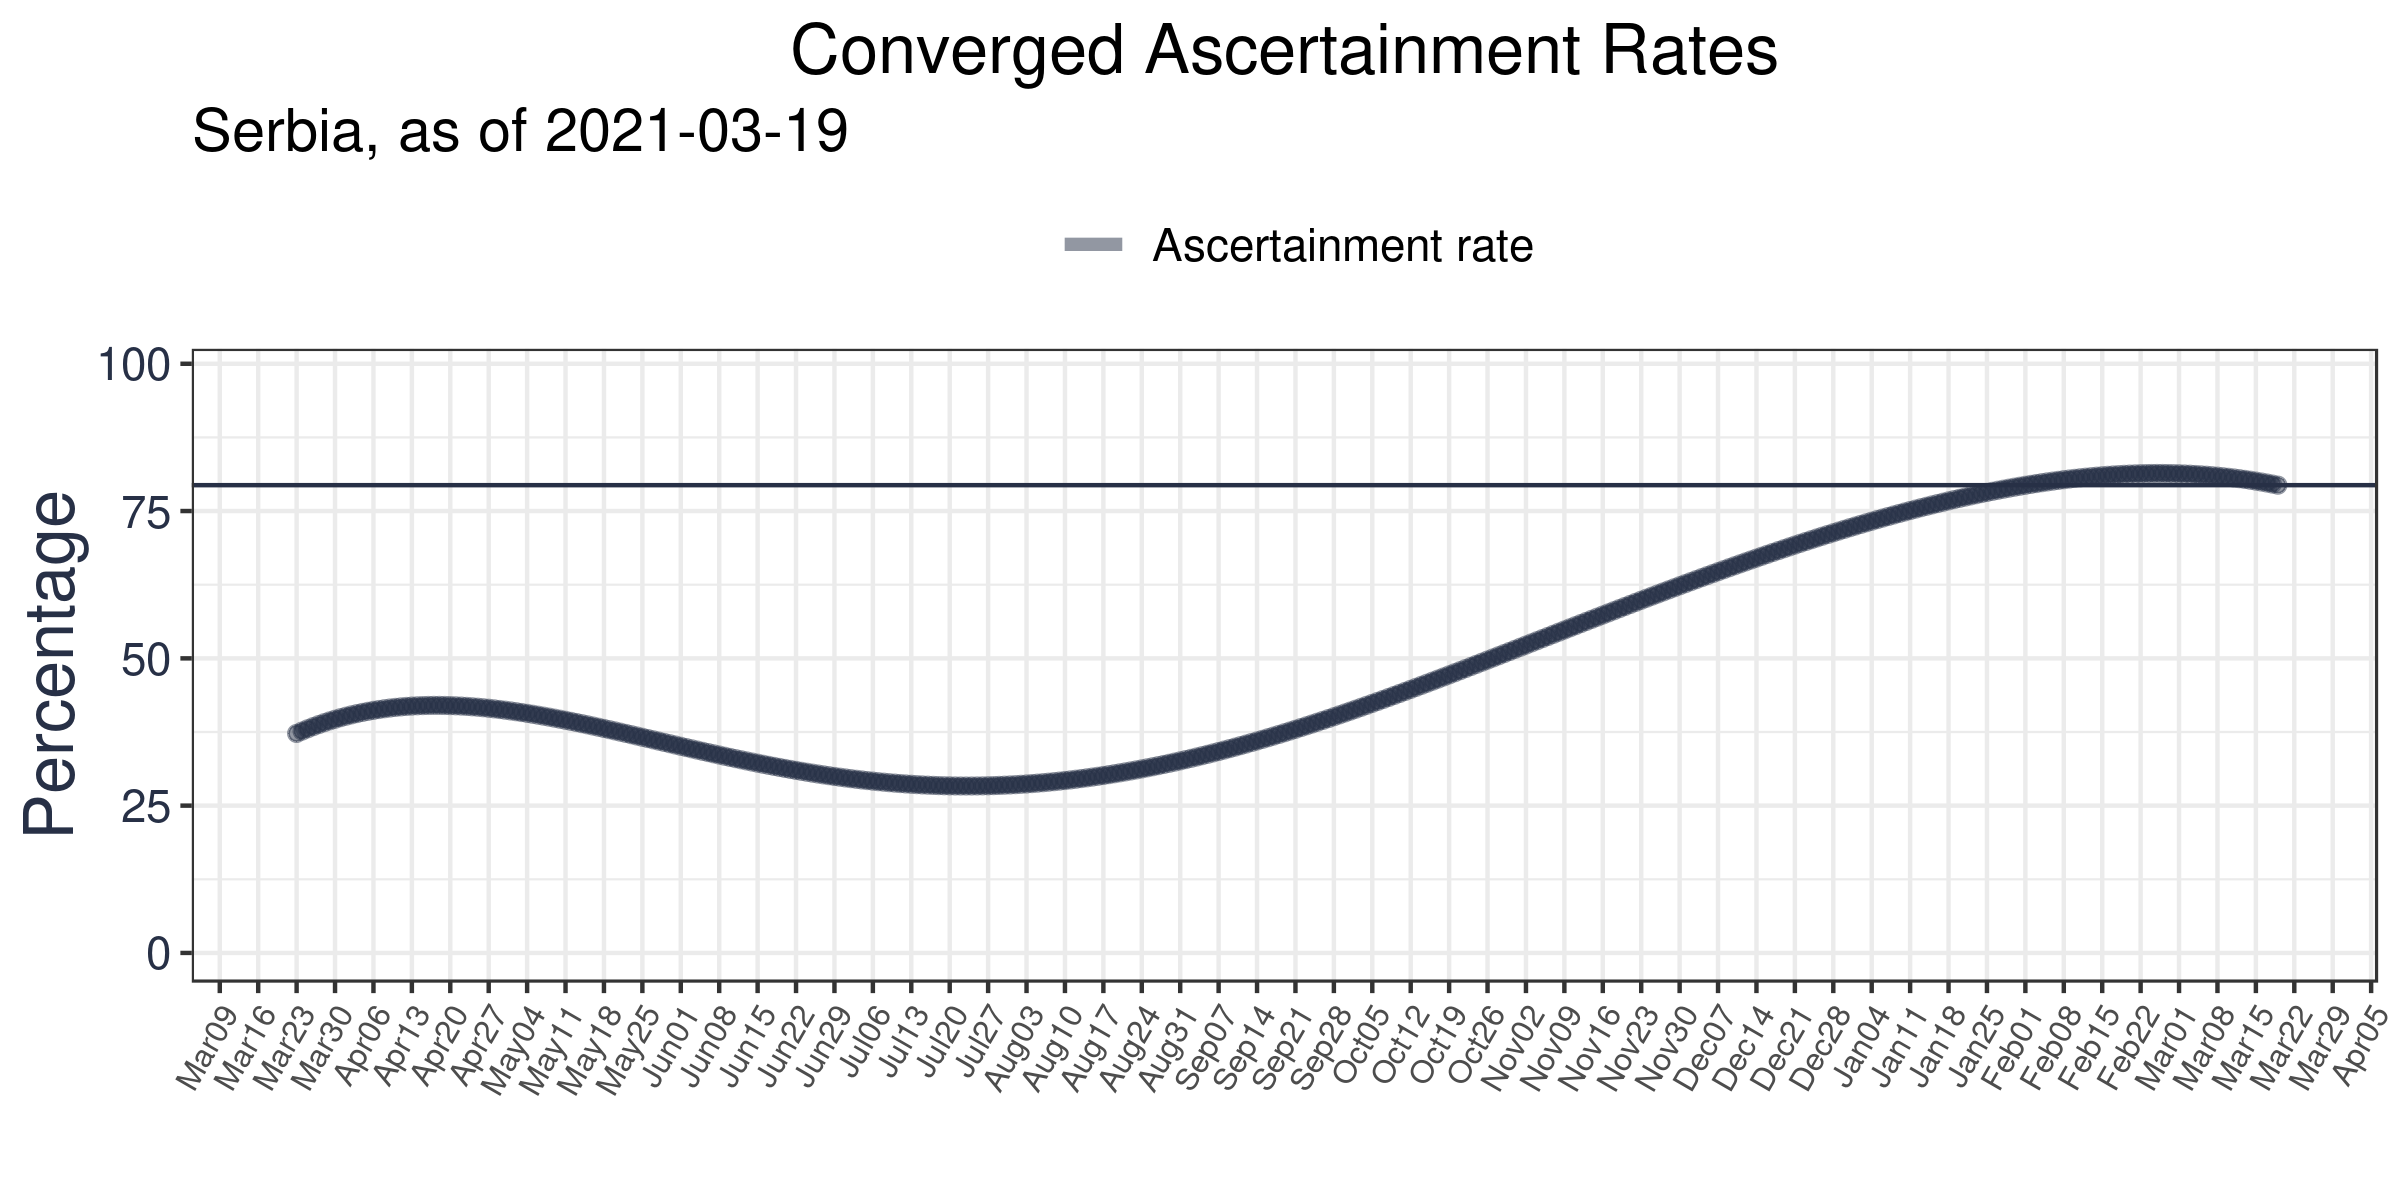 Converged Ascertainment Rates
Serbia, as of 2021-03-19
Ascertainment rate
Percentage
100
75
50
25
0
Mar09 Mar16 Mar23 Mar30 Apr06 Apr13 Apr20 Apr27 May04 May11 May18 May25 Jun01 Jun08 Jun15 Jun22 Jun29 Jul06 Jul13 Jul20 Jul27 Aug03 Aug10 Aug17 Aug24 Aug31 Sep07 Sep14 Sep21 Sep28 Oct05 Oct12 Oct19 Oct26 Nov02 Nov09 Nov16 Nov23 Nov30 Dec07 Dec14 Dec21 Dec28 Jan04 Jan11 Jan18 Jan25 Feb01 Feb08 Feb15 Feb22 Mar01 Mar08 Mar15 Mar22 Mar29 Apr05